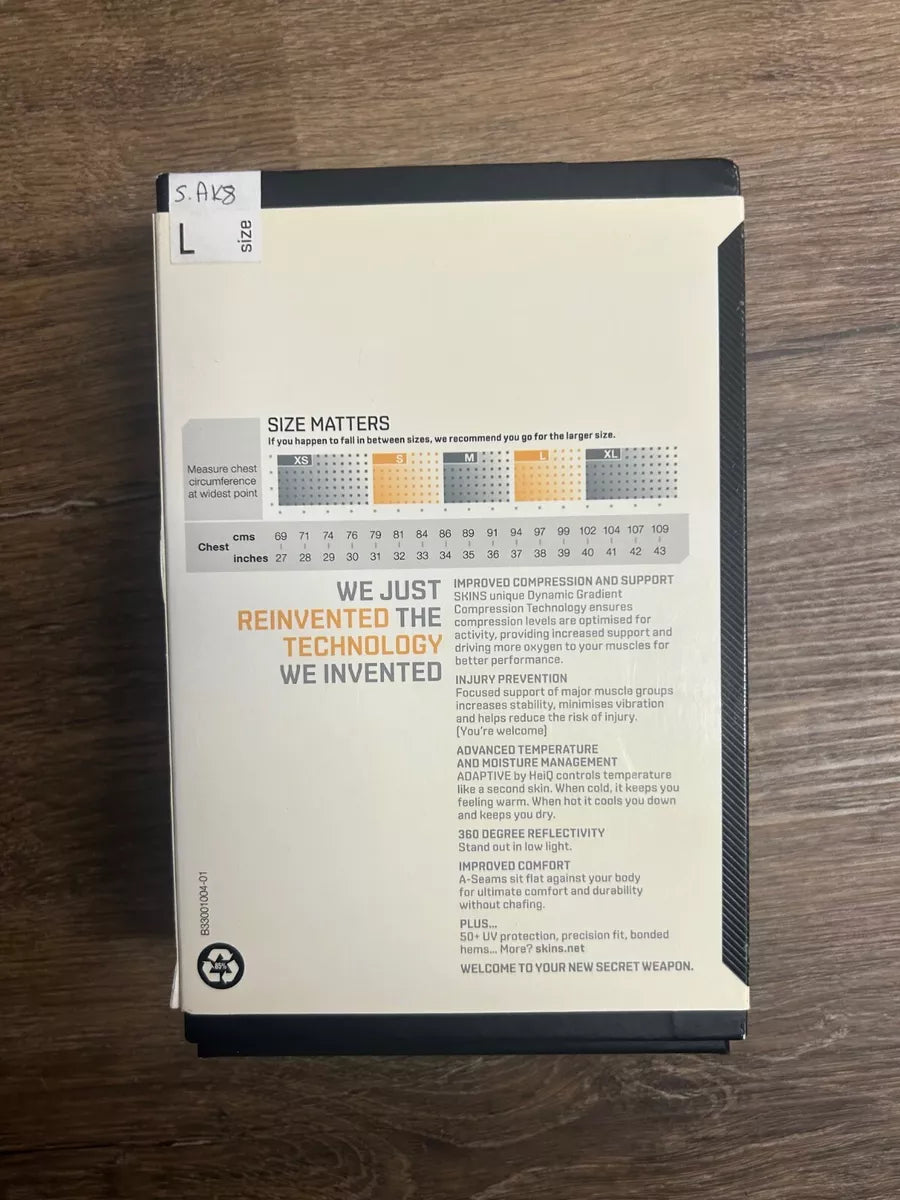 S.AK8
L size
SIZE MATTERS
If you happen to fall in between sizes, we recommend you go for the larger size.
Measure chest
circumference
at widest point
XS S M L XL
Chest
cms 69 71 74 76 79 81 84 86 89 91 94 97 99 102 104 107 109
inches 27 28 29 30 31 32 33 34 35 36 37 38 39 40 41 42 43
WE JUST
REINVENTED THE
TECHNOLOGY
WE INVENTED
IMPROVED COMPRESSION AND SUPPORT
SKINS unique Dynamic Gradient
Compression Technology ensures
compression levels are optimised for
activity, providing increased support and
driving more oxygen to your muscles for
better performance.
INJURY PREVENTION
Focused support of major muscle groups
increases stability, minimises vibration
and helps reduce the risk of injury.
(You're welcome)
ADVANCED TEMPERATURE
AND MOISTURE MANAGEMENT
ADAPTIVE by HeiQ controls temperature
like a second skin. When cold, it keeps you
feeling warm. When hot it cools you down
and keeps you dry.
360 DEGREE REFLECTIVITY
Stand out in low light.
IMPROVED COMFORT
A-Seams sit flat against your body
for ultimate comfort and durability
without chafing.
PLUS...
50+ UV protection, precision fit, bonded
hems... More? skins.net
WELCOME TO YOUR NEW SECRET WEAPON.
B33001004-01
85%